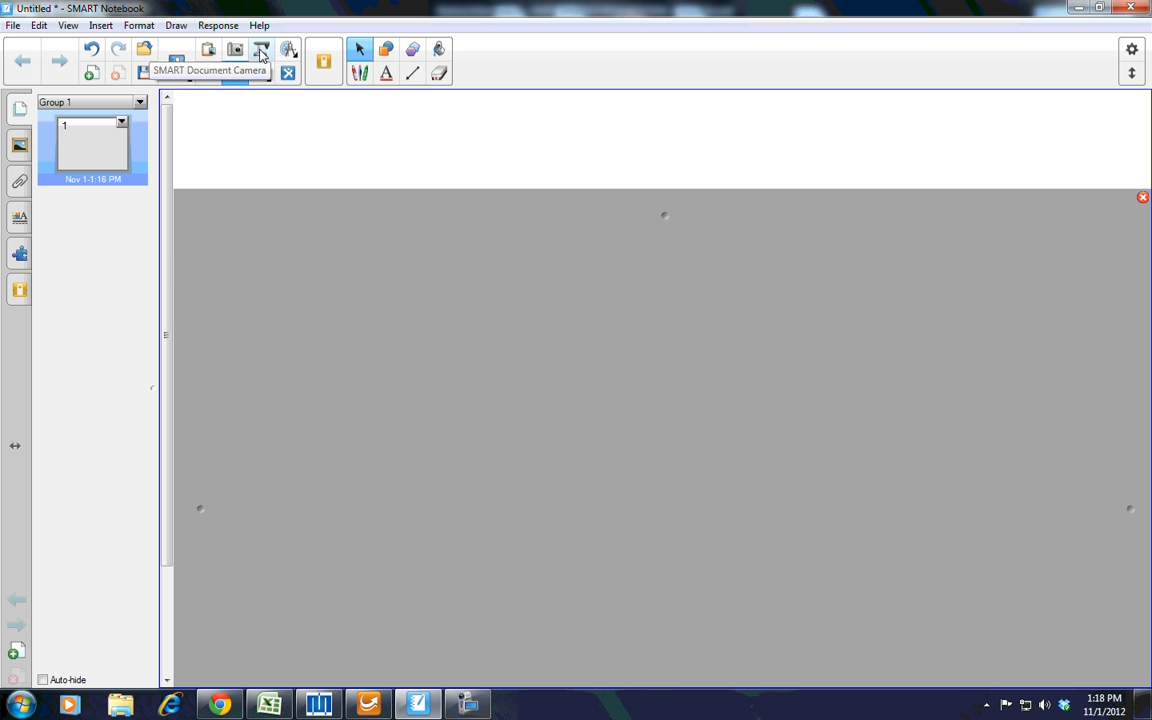 Untitled * - SMART Notebook
File Edit View Insert Format Draw Response Help
SMART Document Camera
Group 1
1
Nov 1-1:16 PM
Auto-hide
1:18 PM
11/1/2012